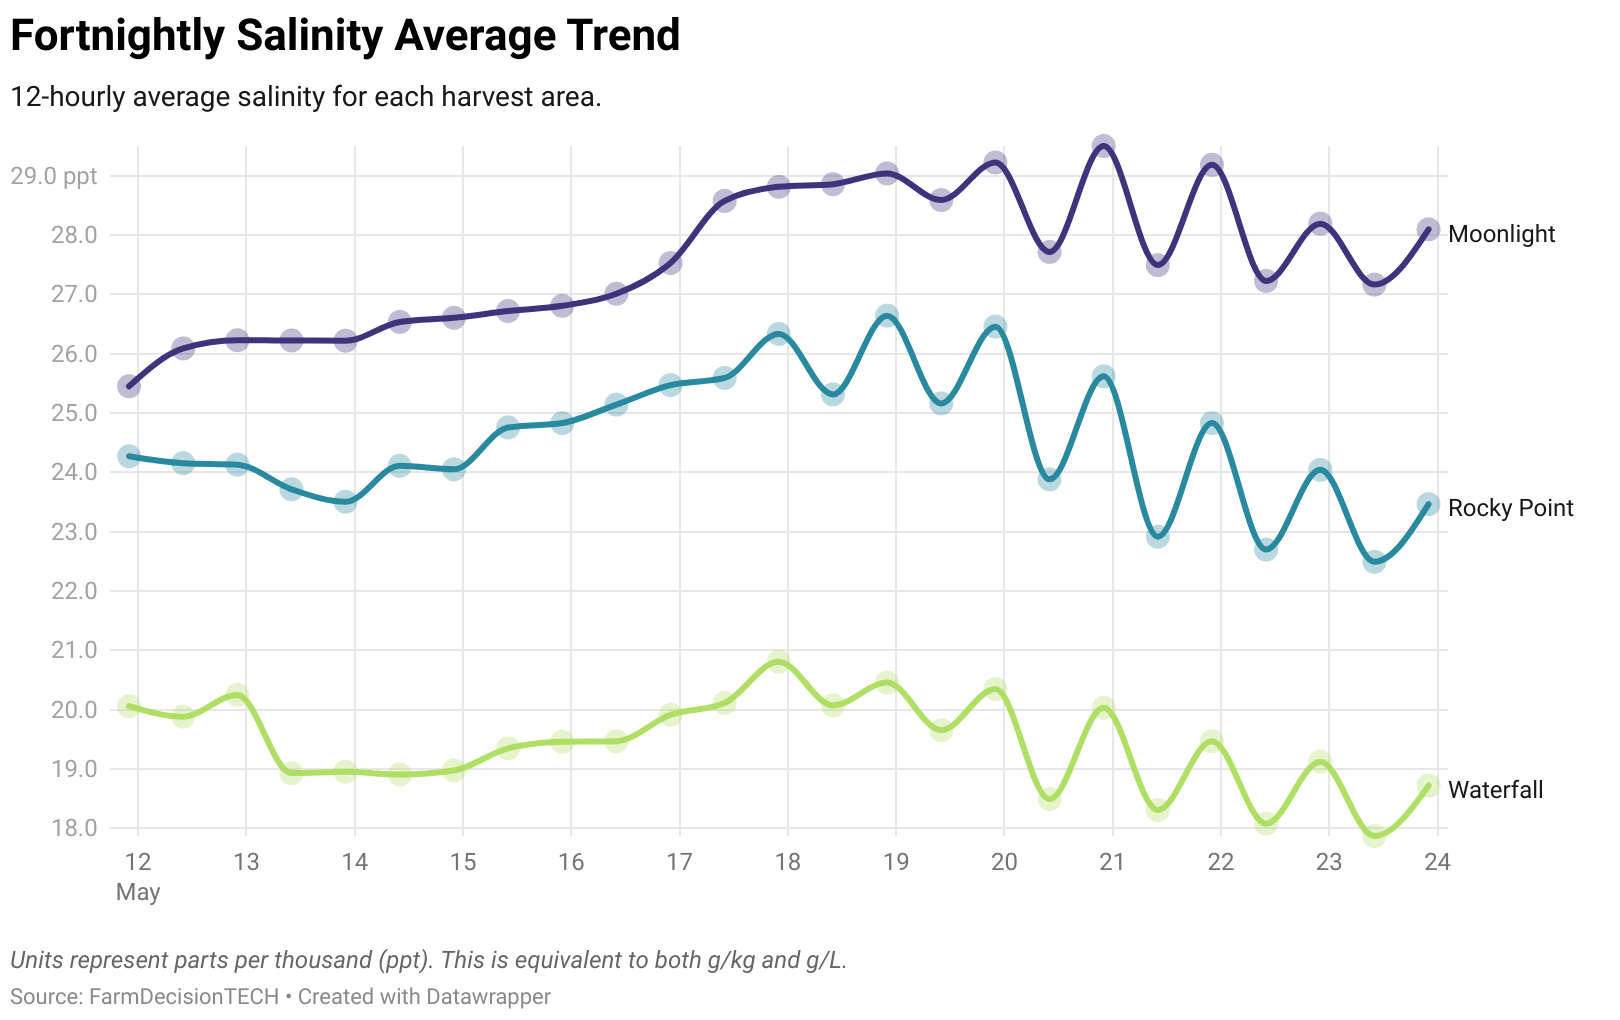 Fortnightly Salinity Average Trend
12-hourly average salinity for each harvest area.
29.0 ppt
28.0
27.0
26.0
25.0
24.0
23.0
22.0
21.0
20.0
19.0
18.0
Moonlight
Rocky Point
Waterfall
12 13 14 15 16 17 18 19 20 21 22 23 24
May
Units represent parts per thousand (ppt). This is equivalent to both g/kg and g/L.
Source: FarmDecisionTECH • Created with Datawrapper